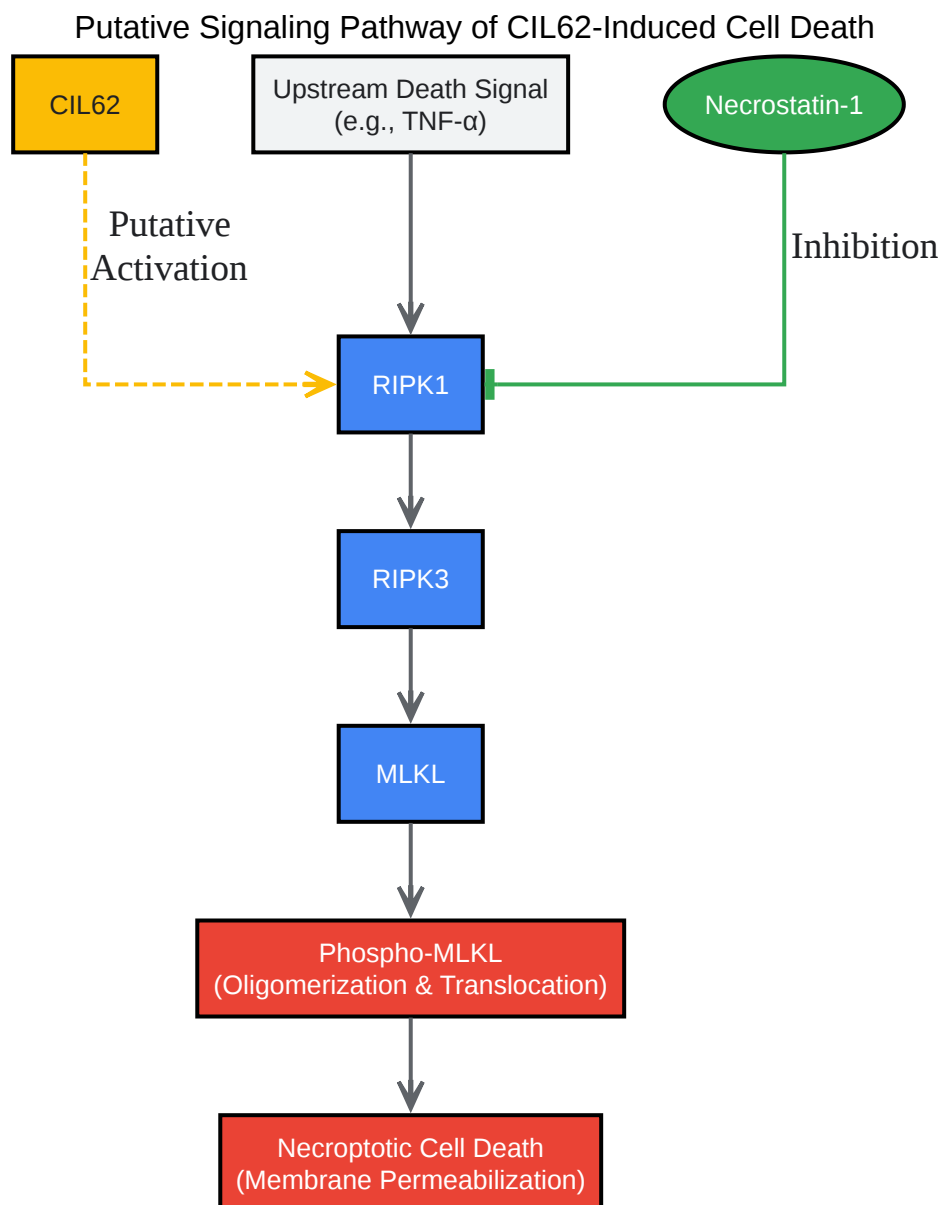 Putative Signaling Pathway of CIL62-Induced Cell Death
CIL62
Upstream Death Signal
(e.g., TNF-α)
Necrostatin-1
Putative
Activation
Inhibition
RIPK1
RIPK3
MLKL
Phospho-MLKL
(Oligomerization & Translocation)
Necroptotic Cell Death
(Membrane Permeabilization)